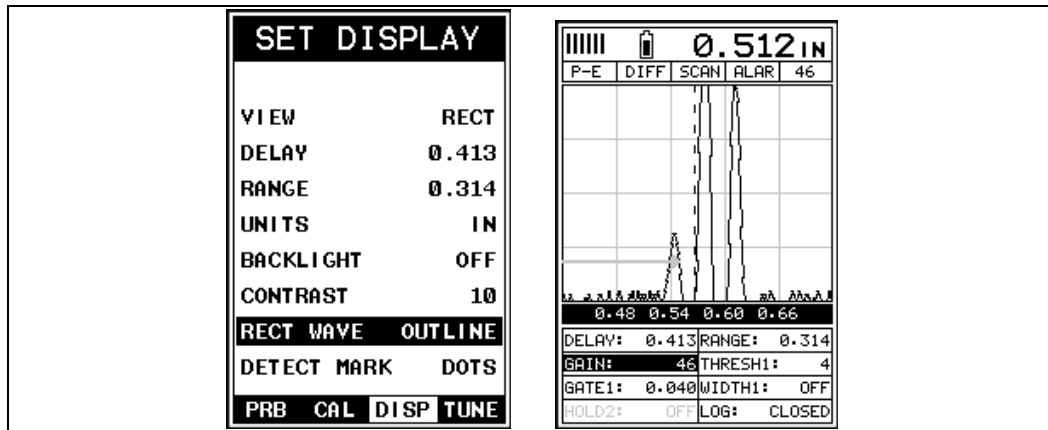 SET DISPLAY
VIEW RECT
DELAY 0.413
RANGE 0.314
UNITS IN
BACKLIGHT OFF
CONTRAST 10
RECT WAVE OUTLINE
DETECT MARK DOTS
PRB CAL DISP TUNE
0.512 IN
P-E DIFF SCAN ALAR 46
0.48 0.54 0.60 0.66
DELAY: 0.413 RANGE: 0.314
GAIN: 46 THRESH1: 4
GATE1: 0.040 WIDTH1: OFF
HOLD2: OFF LOG: CLOSED